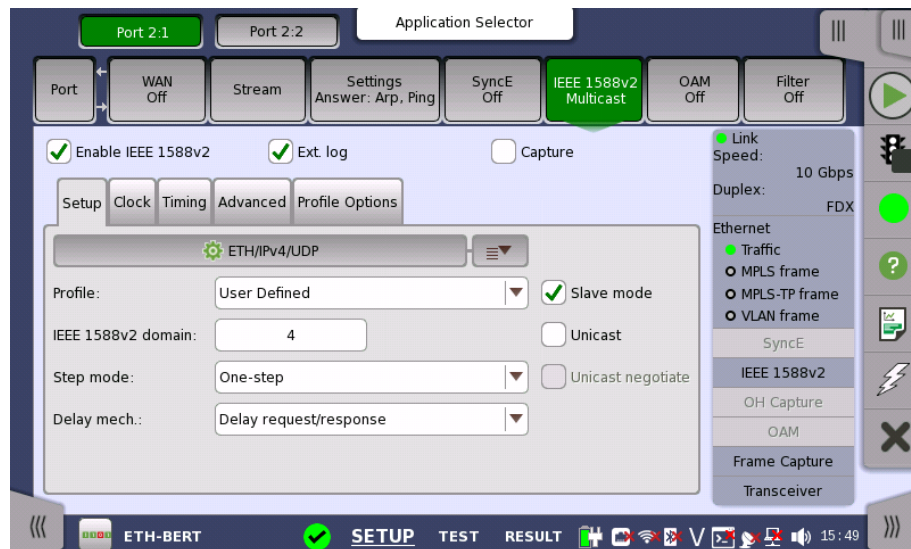 Application Selector
Port 2:1
Port 2:2
Port
WAN
Off
Stream
Settings
Answer: Arp, Ping
SyncE
Off
IEEE 1588v2
Multicast
OAM
Off
Filter
Off
Enable IEEE 1588v2
Ext. log
Capture
Setup
Clock
Timing
Advanced
Profile Options
ETH/IPv4/UDP
Profile:
User Defined
Slave mode
IEEE 1588v2 domain:
4
Unicast
Step mode:
One-step
Unicast negotiate
Delay mech.:
Delay request/response
Link
Speed:
10 Gbps
Duplex:
FDX
Ethernet
Traffic
MPLS frame
MPLS-TP frame
VLAN frame
SyncE
IEEE 1588v2
OH Capture
OAM
Frame Capture
Transceiver
?
ETH-BERT
SETUP
TEST
RESULT
V
15:49